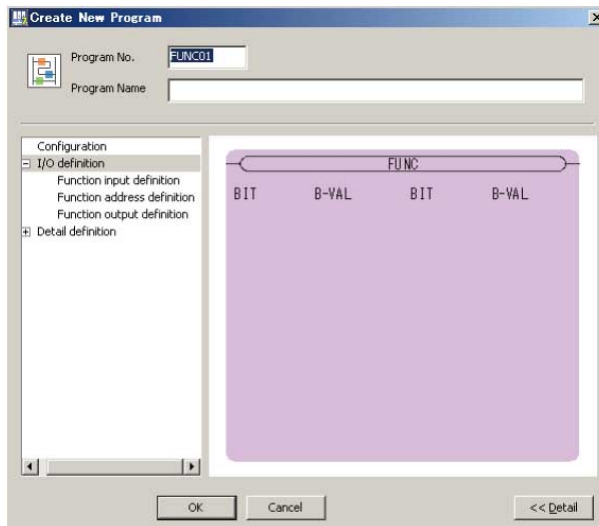 Create New Program
Program No.
FUNC01
Program Name
Configuration
I/O definition
Function input definition
Function address definition
Function output definition
Detail definition
FUNC
BIT B-VAL BIT B-VAL
OK
Cancel
<< Detail